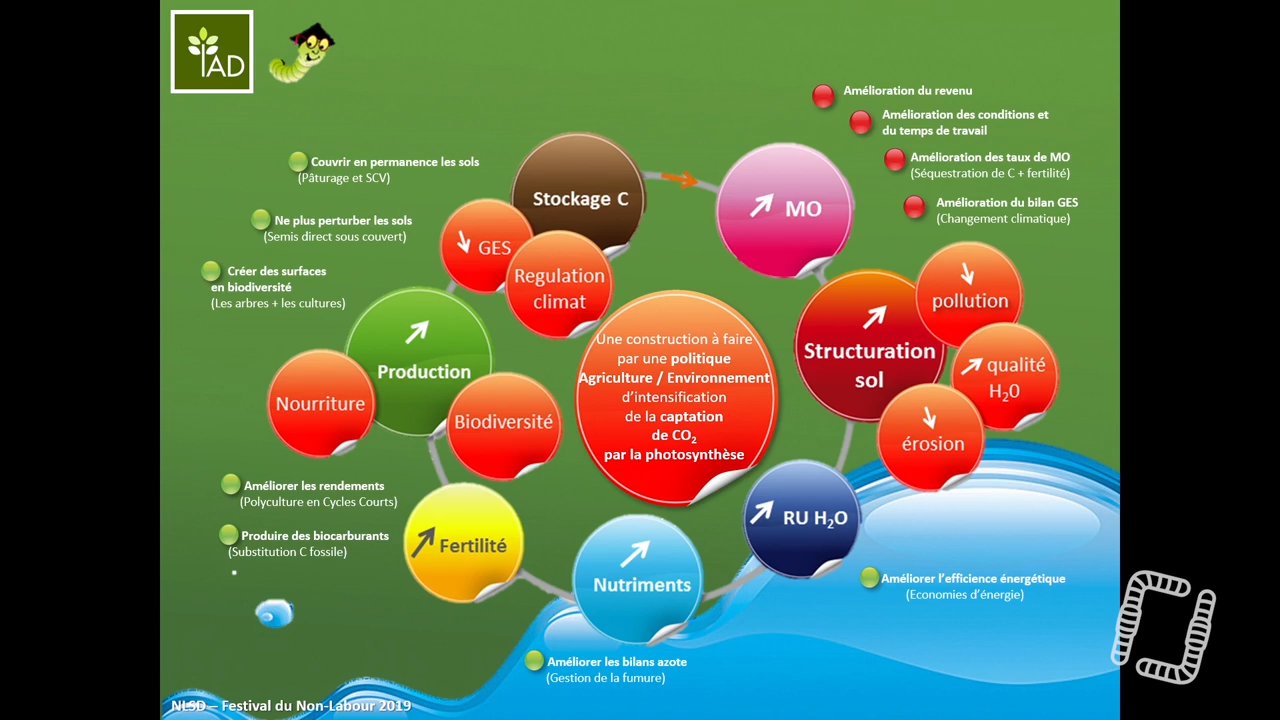 IAD
Amélioration du revenu
Amélioration des conditions et
du temps de travail
Amélioration des taux de MO
(Séquestration de C + fertilité)
Amélioration du bilan GES
(Changement climatique)
Couvrir en permanence les sols
(Pâturage et SCV)
Ne plus perturber les sols
(Semis direct sous couvert)
Créer des surfaces
en biodiversité
(Les arbres + les cultures)
Stockage C
MO
GES
Regulation
climat
pollution
Structuration
sol
qualité
H₂0
érosion
Production
Nourriture
Biodiversité
Une construction à faire
par une politique
Agriculture / Environnement
d'intensification
de la captation
de CO₂
par la photosynthèse
Améliorer les rendements
(Polyculture en Cycles Courts)
Produire des biocarburants
(Substitution C fossile)
Fertilité
Nutriments
RU H₂O
Améliorer l'efficience énergétique
(Economies d'énergie)
Améliorer les bilans azote
(Gestion de la fumure)
NLSD – Festival du Non-Labour 2019